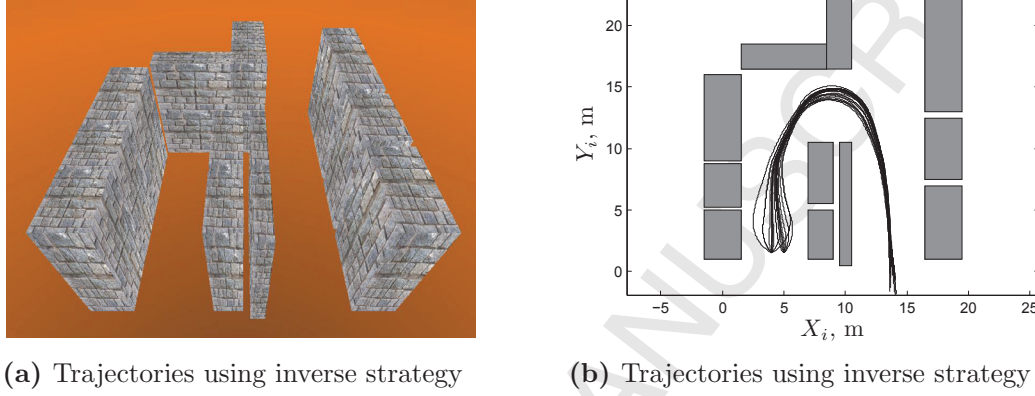 20
15
10
5
0
Y_i, m
−5
0
5
10
15
20
25
X_i, m
ANUSCR
(a) Trajectories using inverse strategy
(b) Trajectories using inverse strategy